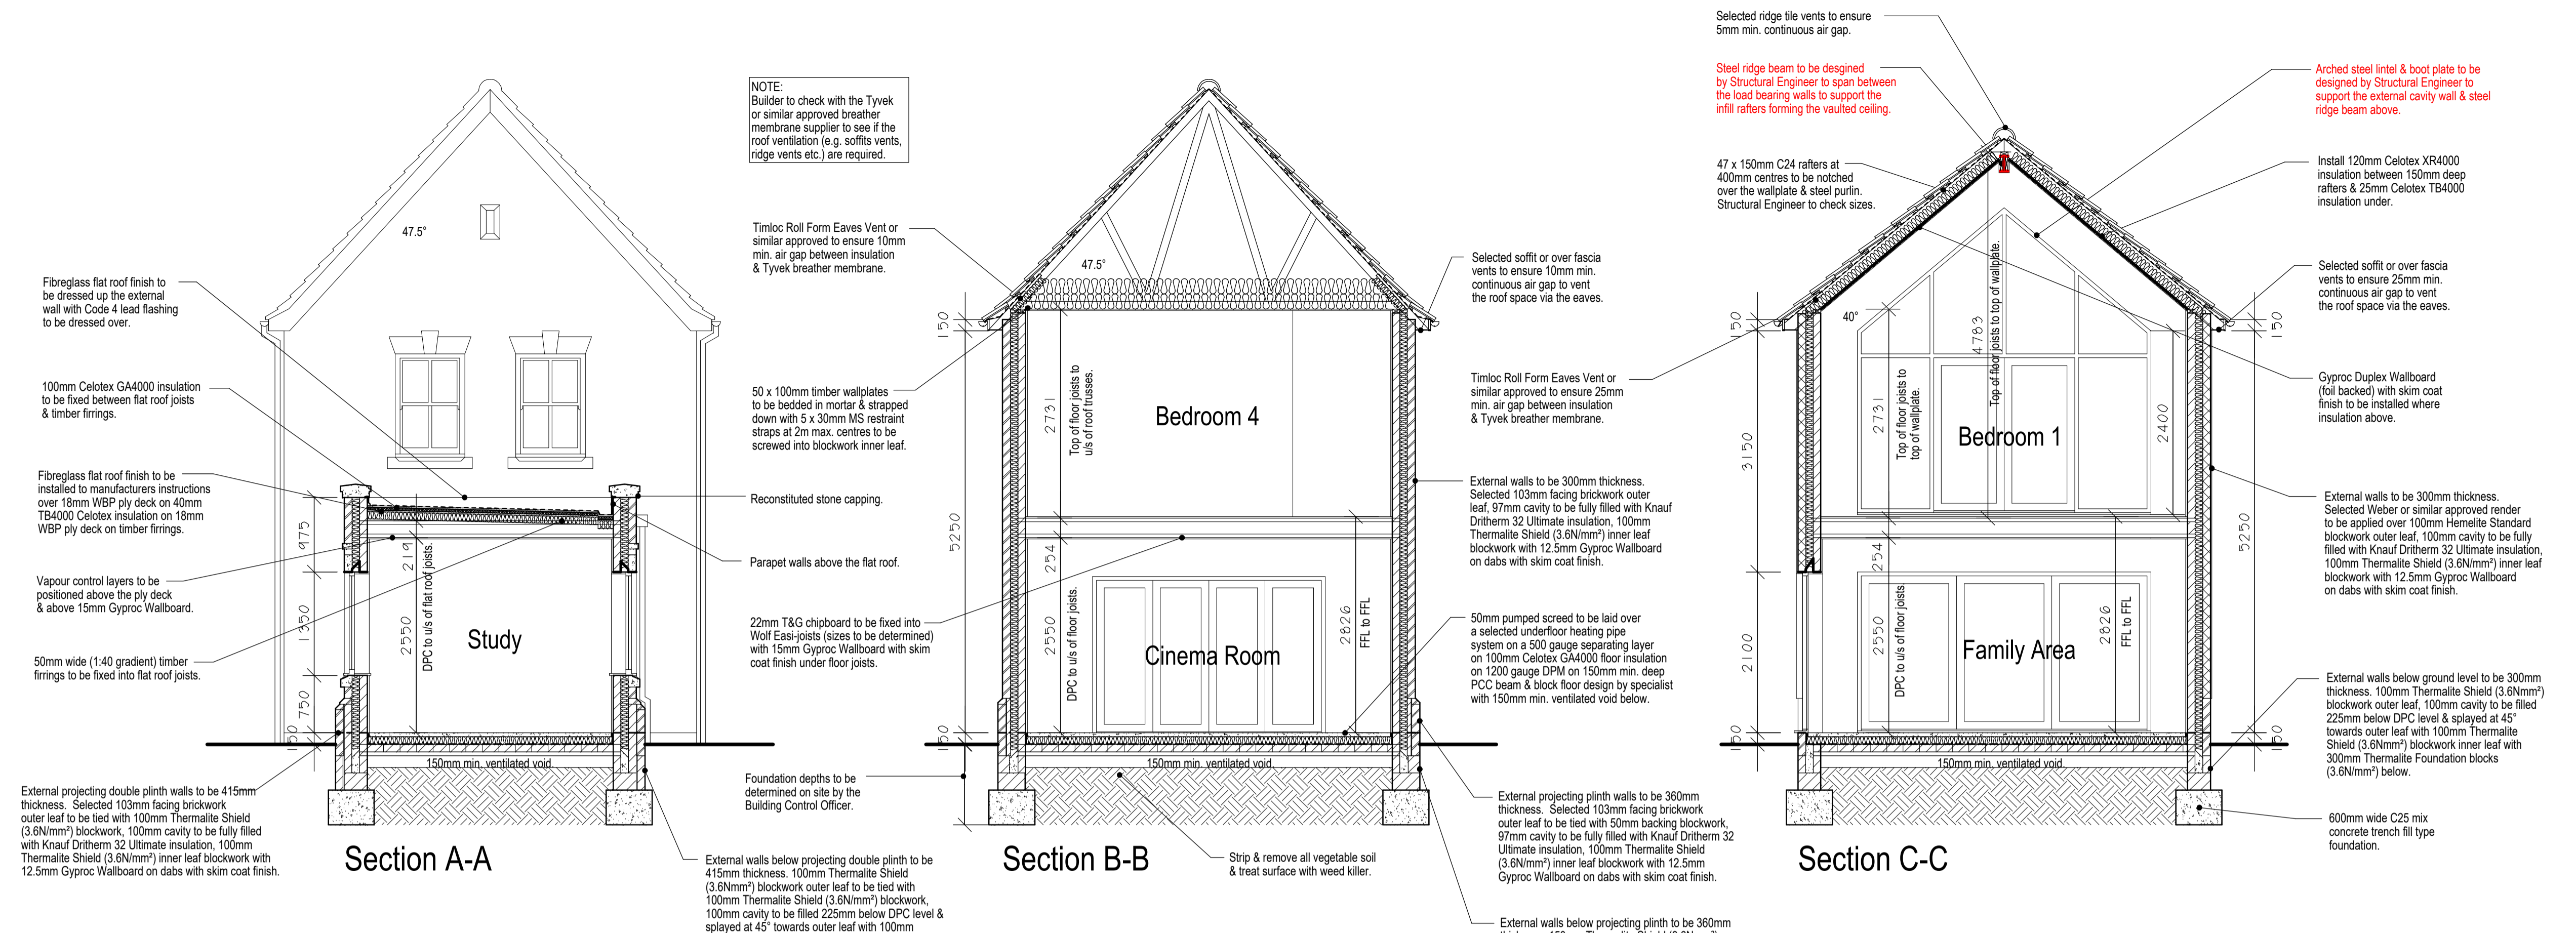 Fibreglass flat roof finish to
be dressed up the external
wall with Code 4 lead flashing
to be dressed over.
100mm Celotex GA4000 insulation
to be fixed between flat roof joists
& timber firrings.
Fibreglass flat roof finish to be
installed to manufacturers instructions
over 18mm WBP ply deck on 40mm
TB4000 Celotex insulation on 18mm
WBP ply deck on timber firrings.
Vapour control layers to be
positioned above the ply deck
& above 15mm Gyproc Wallboard.
50mm wide (1:40 gradient) timber
firrings to be fixed into flat roof joists.
External projecting double plinth walls to be 415mm
thickness. Selected 103mm facing brickwork
outer leaf to be tied with 100mm Thermalite Shield
(3.6N/mm²) blockwork, 100mm cavity to be fully filled
with Knauf Dritherm 32 Ultimate insulation, 100mm
Thermalite Shield (3.6N/mm²) inner leaf blockwork with
12.5mm Gyproc Wallboard on dabs with skim coat finish.
47.5°
975
1350
750
150
219
2550
DPC to u/s of flat roof joists.
Study
150mm min. ventilated void.
Section A-A
NOTE:
Builder to check with the Tyvek
or similar approved breather
membrane supplier to see if the
roof ventilation (e.g. soffits vents,
ridge vents etc.) are required.
Timloc Roll Form Eaves Vent or
similar approved to ensure 10mm
min. air gap between insulation
& Tyvek breather membrane.
50 x 100mm timber wallplates
to be bedded in mortar & strapped
down with 5 x 30mm MS restraint
straps at 2m max. centres to be
screwed into blockwork inner leaf.
Reconstituted stone capping.
Parapet walls above the flat roof.
22mm T&G chipboard to be fixed into
Wolf Easi-joists (sizes to be determined)
with 15mm Gyproc Wallboard with skim
coat finish under floor joists.
Foundation depths to be
determined on site by the
Building Control Officer.
External walls below projecting double plinth to be
415mm thickness. 100mm Thermalite Shield
(3.6Nmm²) blockwork outer leaf to be tied with
100mm Thermalite Shield (3.6N/mm²) blockwork,
100mm cavity to be filled 225mm below DPC level &
splayed at 45° towards outer leaf with 100mm
47.5°
150
5250
150
2731
Top of floor joists to
u/s of roof trusses.
Bedroom 4
254
2550
DPC to u/s of floor joists.
2826
FFL to FFL
Cinema Room
150mm min. ventilated void.
Section B-B
Strip & remove all vegetable soil
& treat surface with weed killer.
Selected soffit or over fascia
vents to ensure 10mm min.
continuous air gap to vent
the roof space via the eaves.
Timloc Roll Form Eaves Vent or
similar approved to ensure 25mm
min. air gap between insulation
& Tyvek breather membrane.
External walls to be 300mm thickness.
Selected 103mm facing brickwork outer
leaf, 97mm cavity to be fully filled with Knauf
Dritherm 32 Ultimate insulation, 100mm
Thermalite Shield (3.6N/mm²) inner leaf
blockwork with 12.5mm Gyproc Wallboard
on dabs with skim coat finish.
50mm pumped screed to be laid over
a selected underfloor heating pipe
system on a 500 gauge separating layer
on 100mm Celotex GA4000 floor insulation
on 1200 gauge DPM on 150mm min. deep
PCC beam & block floor design by specialist
with 150mm min. ventilated void below.
External projecting plinth walls to be 360mm
thickness. Selected 103mm facing brickwork
outer leaf to be tied with 50mm backing blockwork,
97mm cavity to be fully filled with Knauf Dritherm 32
Ultimate insulation, 100mm Thermalite Shield
(3.6N/mm²) inner leaf blockwork with 12.5mm
Gyproc Wallboard on dabs with skim coat finish.
External walls below projecting plinth to be 360mm
Selected ridge tile vents to ensure
5mm min. continuous air gap.
Steel ridge beam to be desgined
by Structural Engineer to span between
the load bearing walls to support the
infill rafters forming the vaulted ceiling.
47 x 150mm C24 rafters at
400mm centres to be notched
over the wallplate & steel purlin.
Structural Engineer to check sizes.
40°
150
3150
2100
150
2731
Top of floor joists to
top of wallplate.
4783
Top of floor joists to top of wallplate.
2400
Bedroom 1
254
2550
DPC to u/s of floor joists.
2826
FFL to FFL
Family Area
150mm min. ventilated void.
150
5250
150
Section C-C
Arched steel lintel & boot plate to be
designed by Structural Engineer to
support the external cavity wall & steel
ridge beam above.
Install 120mm Celotex XR4000
insulation between 150mm deep
rafters & 25mm Celotex TB4000
insulation under.
Selected soffit or over fascia
vents to ensure 25mm min.
continuous air gap to vent
the roof space via the eaves.
Gyproc Duplex Wallboard
(foil backed) with skim coat
finish to be installed where
insulation above.
External walls to be 300mm thickness.
Selected Weber or similar approved render
to be applied over 100mm Hemelite Standard
blockwork outer leaf, 100mm cavity to be fully
filled with Knauf Dritherm 32 Ultimate insulation,
100mm Thermalite Shield (3.6N/mm²) inner leaf
blockwork with 12.5mm Gyproc Wallboard
on dabs with skim coat finish.
External walls below ground level to be 300mm
thickness. 100mm Thermalite Shield (3.6Nmm²)
blockwork outer leaf, 100mm cavity to be filled
225mm below DPC level & splayed at 45°
towards outer leaf with 100mm Thermalite
Shield (3.6Nmm²) blockwork inner leaf with
300mm Thermalite Foundation blocks
(3.6N/mm²) below.
600mm wide C25 mix
concrete trench fill type
foundation.